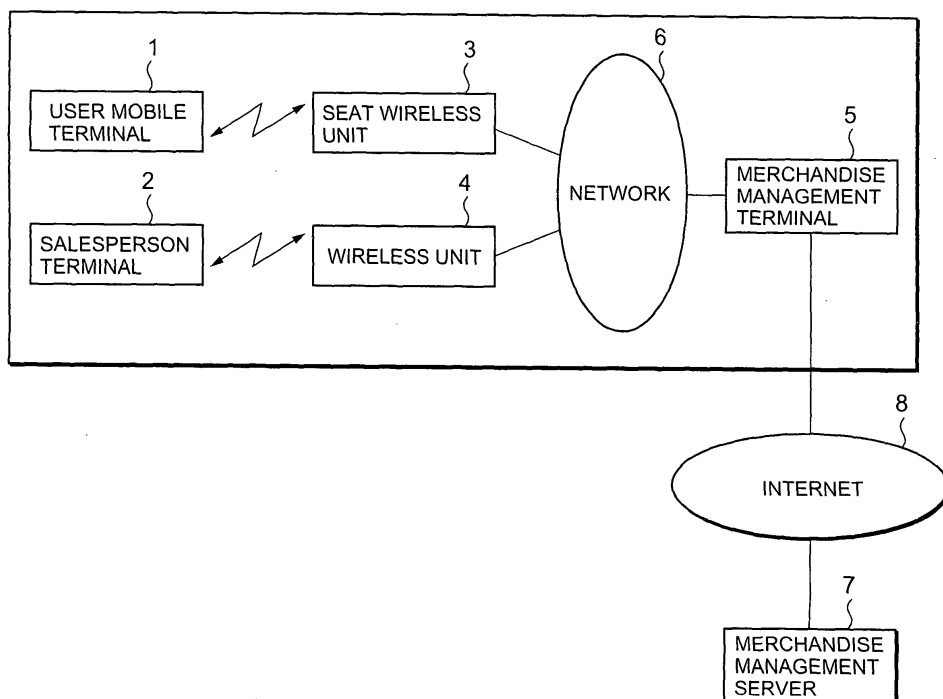 1
USER MOBILE
TERMINAL
3
SEAT WIRELESS
UNIT
6
NETWORK
5
MERCHANDISE
MANAGEMENT
TERMINAL
2
SALESPERSON
TERMINAL
4
WIRELESS UNIT
8
INTERNET
7
MERCHANDISE
MANAGEMENT
SERVER